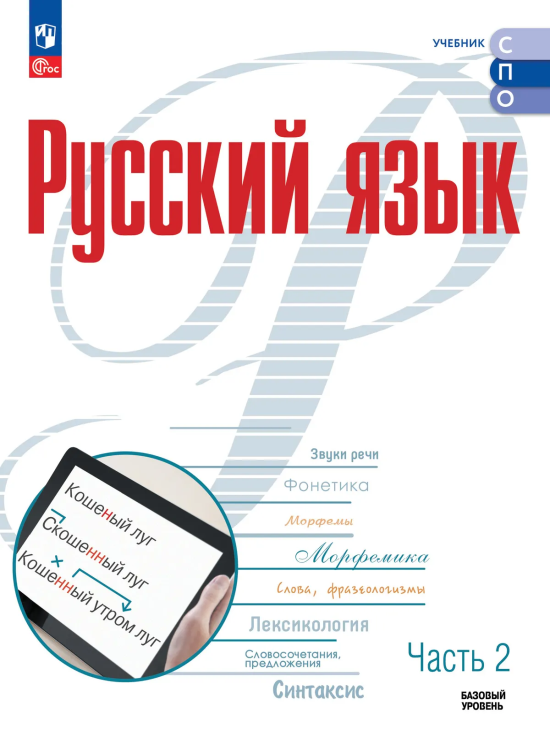 УЧЕБНИК
С
П
О
ФГОС
Русский язык
Звуки речи
Фонетика
Морфемы
Морфемика
Слова, фразеологизмы
Лексикология
Словосочетания,
предложения
Синтаксис
Кошеный луг
Скошенный луг
Кошенный утром луг
Часть 2
БАЗОВЫЙ
УРОВЕНЬ